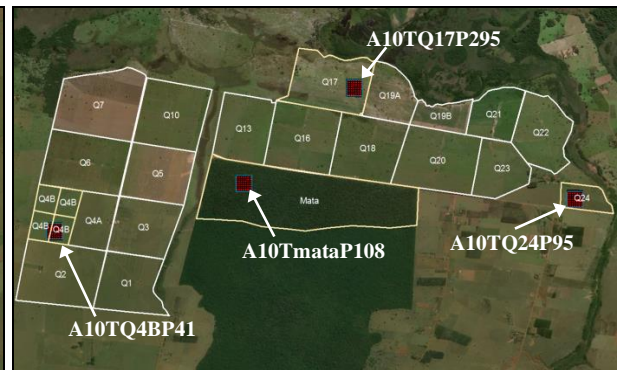 A10TQ17P295
Q17
Q7
Q10
Q19A
Q19B
Q21
Q13
Q16
Q18
Q20
Q22
Q23
Q6
Q5
Mata
Q24
Q4B
Q4B
Q4A
Q3
Q4B
Q4B
A10TmataP108
A10TQ24P95
Q2
Q1
A10TQ4BP41